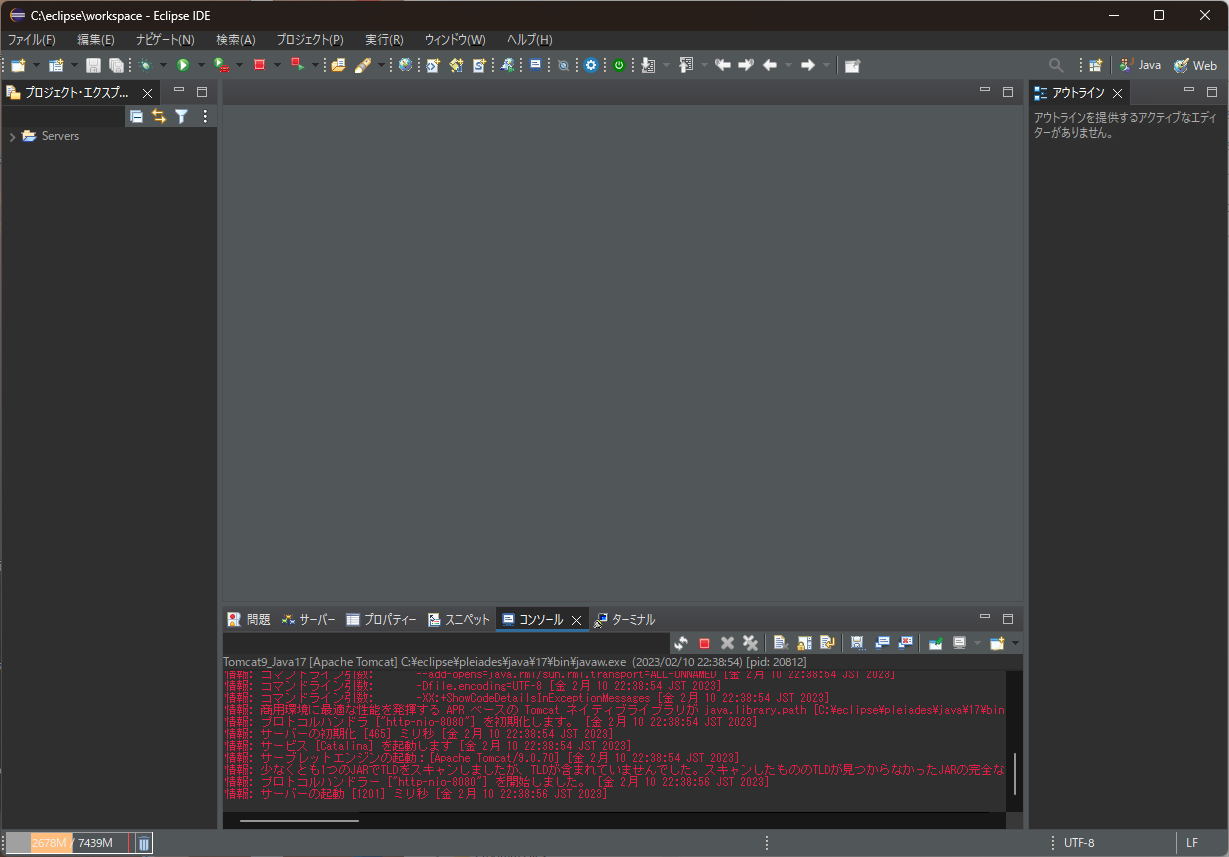 C:\eclipse\workspace - Eclipse IDE
ファイル(F) 編集(E) ナビゲート(N) 検索(A) プロジェクト(P) 実行(R) ウィンドウ(W) ヘルプ(H)
Java Web
プロジェクト・エクスプ...
Servers
アウトライン
アウトラインを提供するアクティブなエディ
ターがありません。
問題 サーバー プロパティー スニペット コンソール ターミナル
Tomcat9_Java17 [Apache Tomcat] C:¥eclipse¥pleiades¥java¥17¥bin¥javaw.exe (2023/02/10 22:38:54) [pid: 20812]
情報: コマンドライン引数: --add-opens=java.rmi/sun.rmi.transport=ALL-UNNAMED [金 2月 10 22:38:54 JST 2023]
情報: コマンドライン引数: -Dfile.encoding=UTF-8 [金 2月 10 22:38:54 JST 2023]
情報: コマンドライン引数: -XX:+ShowCodeDetailsInExceptionMessages [金 2月 10 22:38:54 JST 2023]
情報: 商用環境に最適な性能を発揮する APR ベースの Tomcat ネイティブライブラリが java.library.path [C:¥eclipse¥pleiades¥java¥17¥bin
情報: プロトコルハンドラ ["http-nio-8080"] を初期化します。 [金 2月 10 22:38:54 JST 2023]
情報: サーバーの初期化 [465] ミリ秒 [金 2月 10 22:38:54 JST 2023]
情報: サービス [Catalina] を起動します [金 2月 10 22:38:54 JST 2023]
情報: サーブレットエンジンの起動：[Apache Tomcat/9.0.70] [金 2月 10 22:38:54 JST 2023]
情報: 少なくとも1つのJARでTLDをスキャンしましたが、TLDが含まれていませんでした。スキャンしたもののTLDが見つからなかったJARの完全な
情報: プロトコルハンドラー ["http-nio-8080"] を開始しました。 [金 2月 10 22:38:56 JST 2023]
情報: サーバーの起動 [1201] ミリ秒 [金 2月 10 22:38:56 JST 2023]
2678M / 7439M
UTF-8
LF